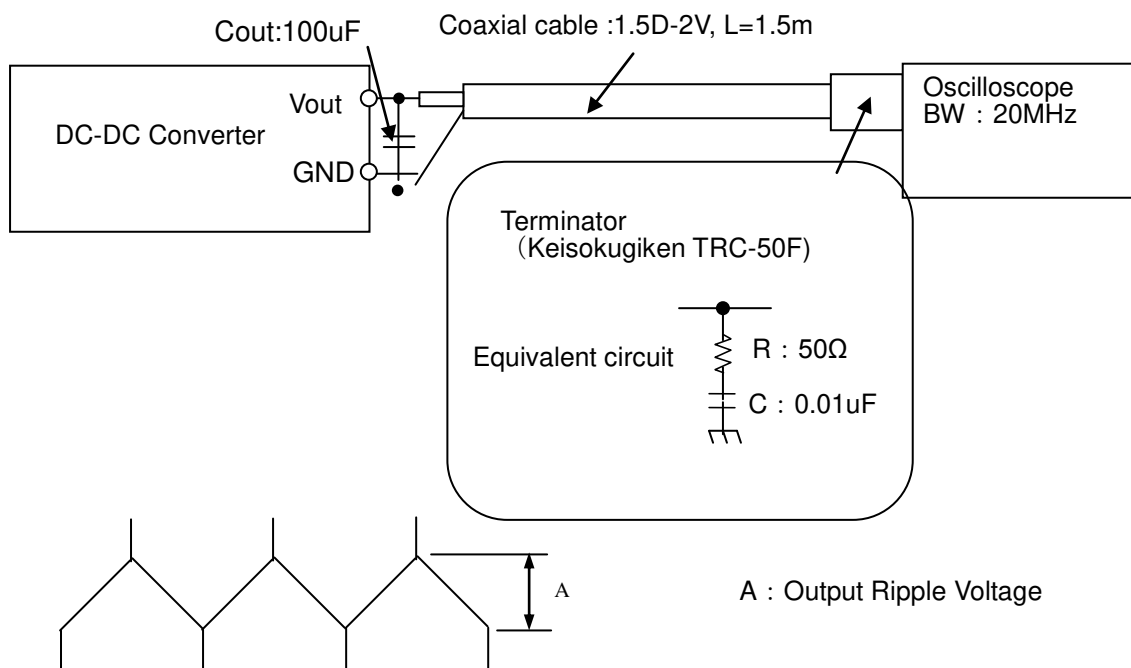 Cout:100uF
Coaxial cable :1.5D-2V, L=1.5m
Vout
DC-DC Converter
GND
Oscilloscope
BW：20MHz
Terminator
（Keisokugiken TRC-50F)
Equivalent circuit
R：50Ω
C：0.01uF
A
A：Output Ripple Voltage